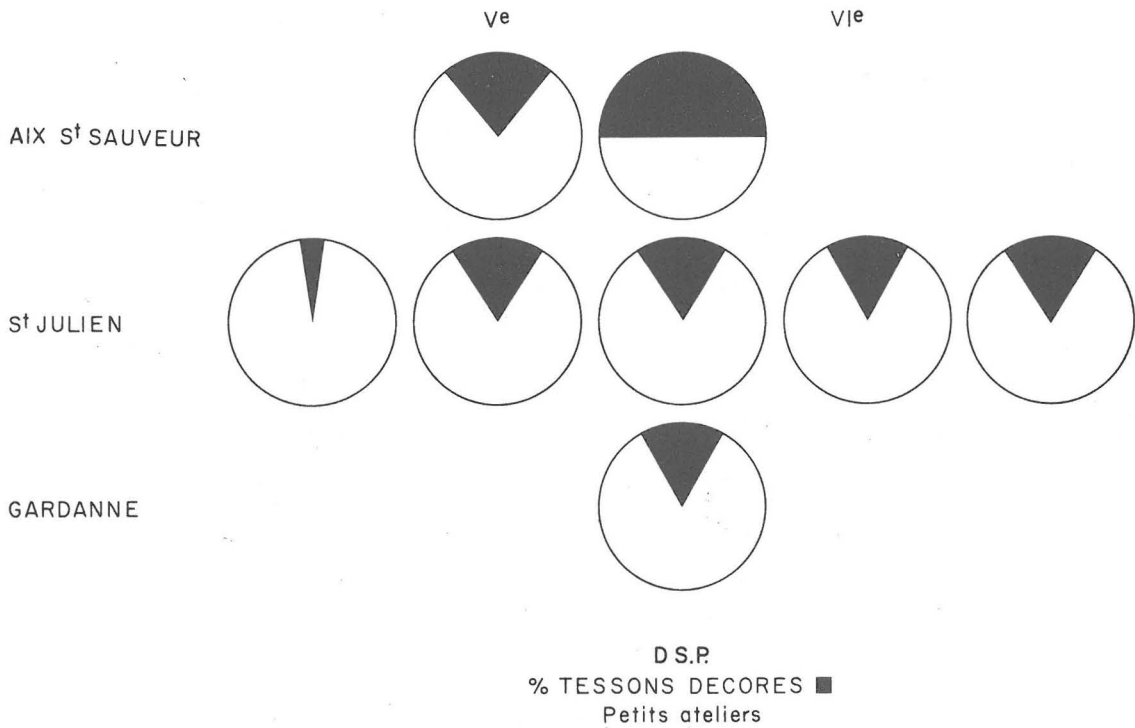 Ve VIe
AIX St SAUVEUR
St JULIEN
GARDANNE
D S.P.
% TESSONS DECORES
Petits ateliers